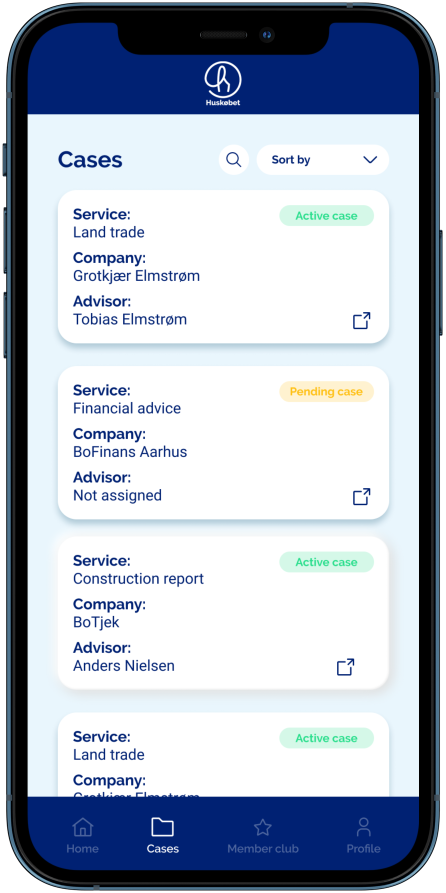 Huskøbet
Cases
Sort by
Service:
Active case
Land trade
Company:
Grotkjær Elmstrøm
Advisor:
Tobias Elmstrøm
Service:
Pending case
Financial advice
Company:
BoFinans Aarhus
Advisor:
Not assigned
Service:
Active case
Construction report
Company:
BoTjek
Advisor:
Anders Nielsen
Service:
Active case
Land trade
Company:
Grotkjær Elmstrøm
Home
Cases
Member club
Profile